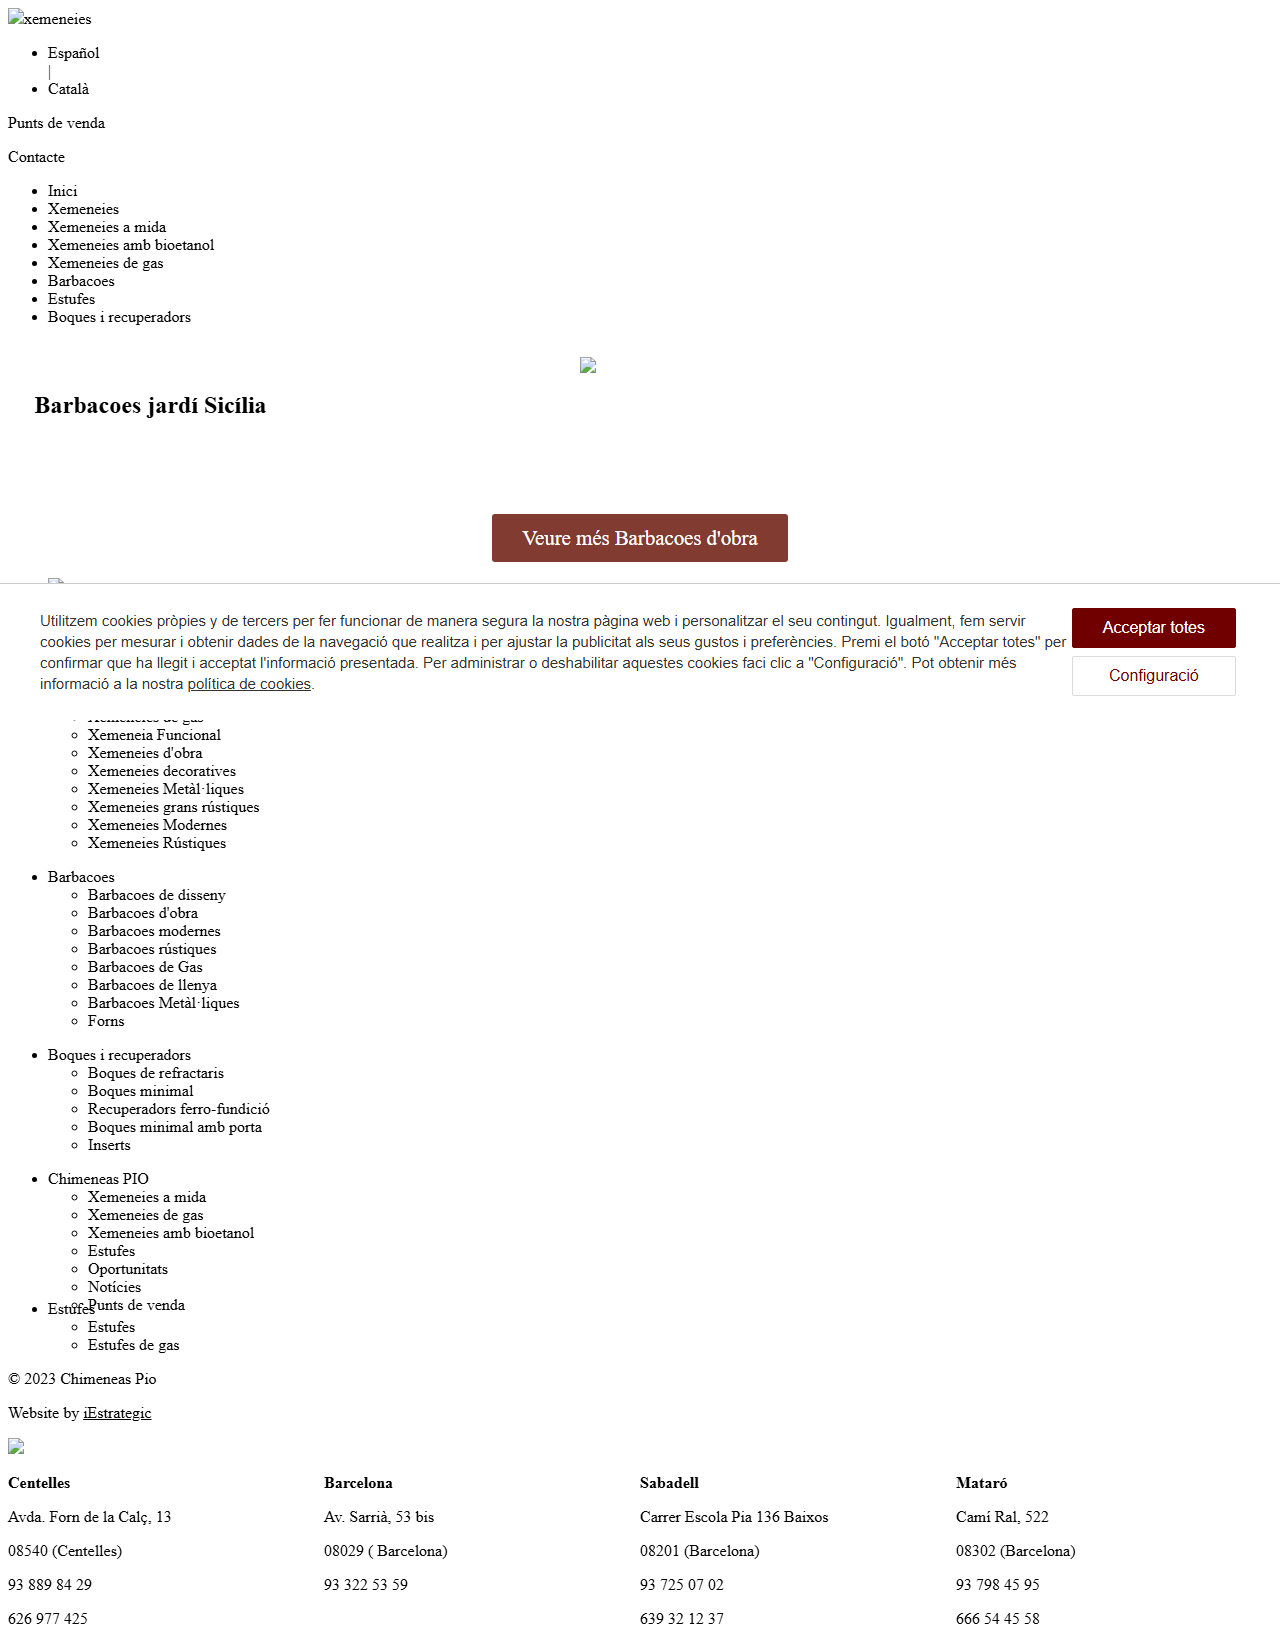 xemeneies
Español
|
Català
Punts de venda
Contacte
Inici
Xemeneies
Xemeneies a mida
Xemeneies amb bioetanol
Xemeneies de gas
Barbacoes
Estufes
Boques i recuperadors
Barbacoes jardí Sicília
Veure més Barbacoes d'obra
Utilitzem cookies pròpies y de tercers per fer funcionar de manera segura la nostra pàgina web i personalitzar el seu contingut. Igualment, fem servir
cookies per mesurar i obtenir dades de la navegació que realitza i per ajustar la publicitat als seus gustos i preferències. Premi el botó "Acceptar totes" per
confirmar que ha llegit i acceptat l'informació presentada. Per administrar o deshabilitar aquestes cookies faci clic a "Configuració". Pot obtenir més
informació a la nostra política de cookies.
Acceptar totes
Configuració
Xemeneies de gas
Xemeneia Funcional
Xemeneies d'obra
Xemeneies decoratives
Xemeneies Metàl·liques
Xemeneies grans rústiques
Xemeneies Modernes
Xemeneies Rústiques
Barbacoes
Barbacoes de disseny
Barbacoes d'obra
Barbacoes modernes
Barbacoes rústiques
Barbacoes de Gas
Barbacoes de llenya
Barbacoes Metàl·liques
Forns
Boques i recuperadors
Boques de refractaris
Boques minimal
Recuperadors ferro-fundició
Boques minimal amb porta
Inserts
Chimeneas PIO
Xemeneies a mida
Xemeneies de gas
Xemeneies amb bioetanol
Estufes
Oportunitats
Notícies
Punts de venda
Estufes
Estufes
Estufes de gas
© 2023 Chimeneas Pio
Website by iEstrategic
Centelles
Avda. Forn de la Calç, 13
08540 (Centelles)
93 889 84 29
626 977 425
Barcelona
Av. Sarrià, 53 bis
08029 ( Barcelona)
93 322 53 59
Sabadell
Carrer Escola Pia 136 Baixos
08201 (Barcelona)
93 725 07 02
639 32 12 37
Mataró
Camí Ral, 522
08302 (Barcelona)
93 798 45 95
666 54 45 58